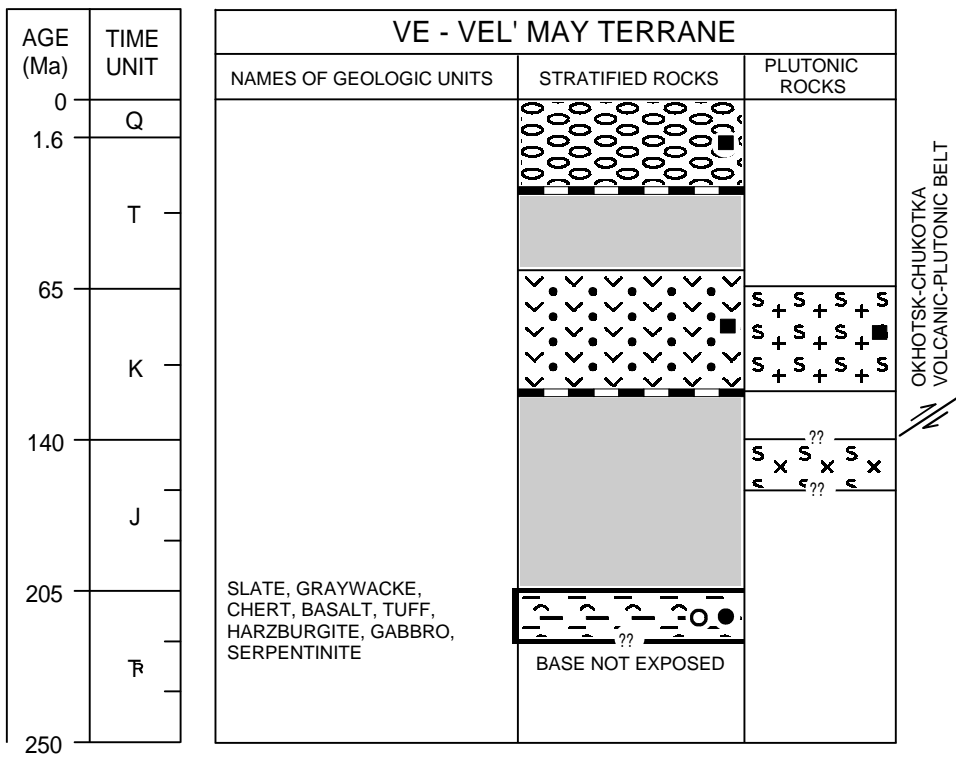 VE - VEL' MAY TERRANE
AGE
(Ma)
TIME
UNIT
NAMES OF GEOLOGIC UNITS
STRATIFIED ROCKS
PLUTONIC
ROCKS
0
Q
1.6
T
65
K
140
J
205
TR
250
SLATE, GRAYWACKE,
CHERT, BASALT, TUFF,
HARZBURGITE, GABBRO,
SERPENTINITE
??
BASE NOT EXPOSED
S S S S
+ + +
S S S S
+ + +
S S S S
+ + +
??
S S S
x x x
??
OKHOTSK-CHUKOTKA
VOLCANIC-PLUTONIC BELT